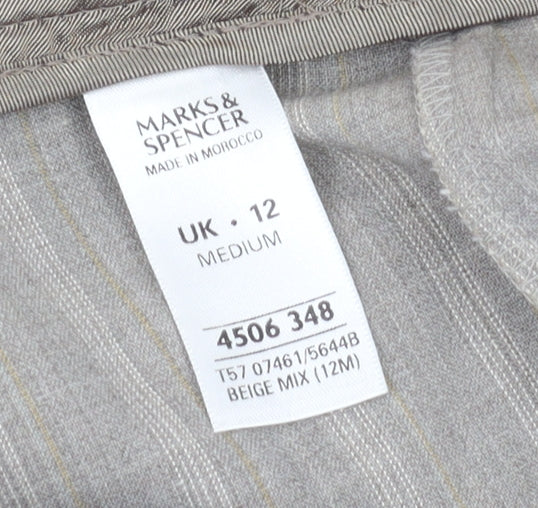 MARKS &
SPENCER
MADE IN MOROCCO
UK • 12
MEDIUM
4506 348
T57 07461/5644B
BEIGE MIX (12M)